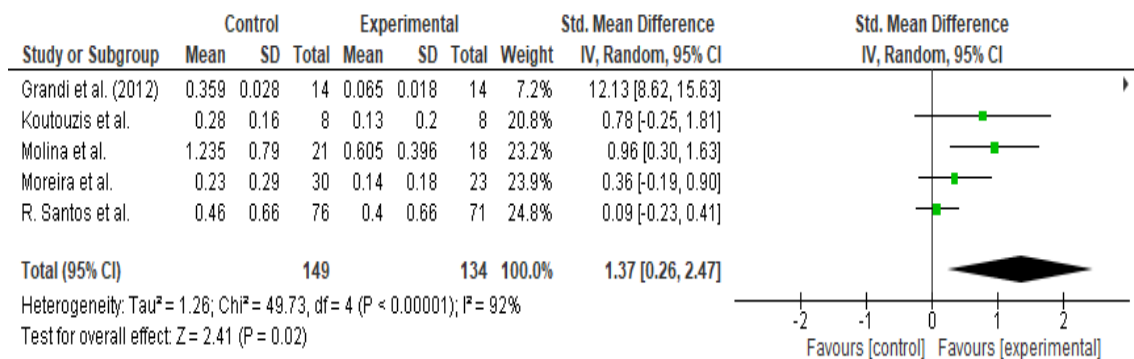 Control Experimental Std. Mean Difference Std. Mean Difference
Study or Subgroup Mean SD Total Mean SD Total Weight IV, Random, 95% CI IV, Random, 95% CI
Grandi et al. (2012) 0.359 0.028 14 0.065 0.018 14 7.2% 12.13 [8.62, 15.63]
Koutouzis et al. 0.28 0.16 8 0.13 0.2 8 20.8% 0.78 [-0.25, 1.81]
Molina et al. 1.235 0.79 21 0.605 0.396 18 23.2% 0.96 [0.30, 1.63]
Moreira et al. 0.23 0.29 30 0.14 0.18 23 23.9% 0.36 [-0.19, 0.90]
R. Santos et al. 0.46 0.66 76 0.4 0.66 71 24.8% 0.09 [-0.23, 0.41]
Total (95% CI) 149 134 100.0% 1.37 [0.26, 2.47]
Heterogeneity: Tau² = 1.26; Chi² = 49.73, df = 4 (P < 0.00001); I² = 92%
Test for overall effect: Z = 2.41 (P = 0.02)
-2 -1 0 1 2
Favours [control] Favours [experimental]